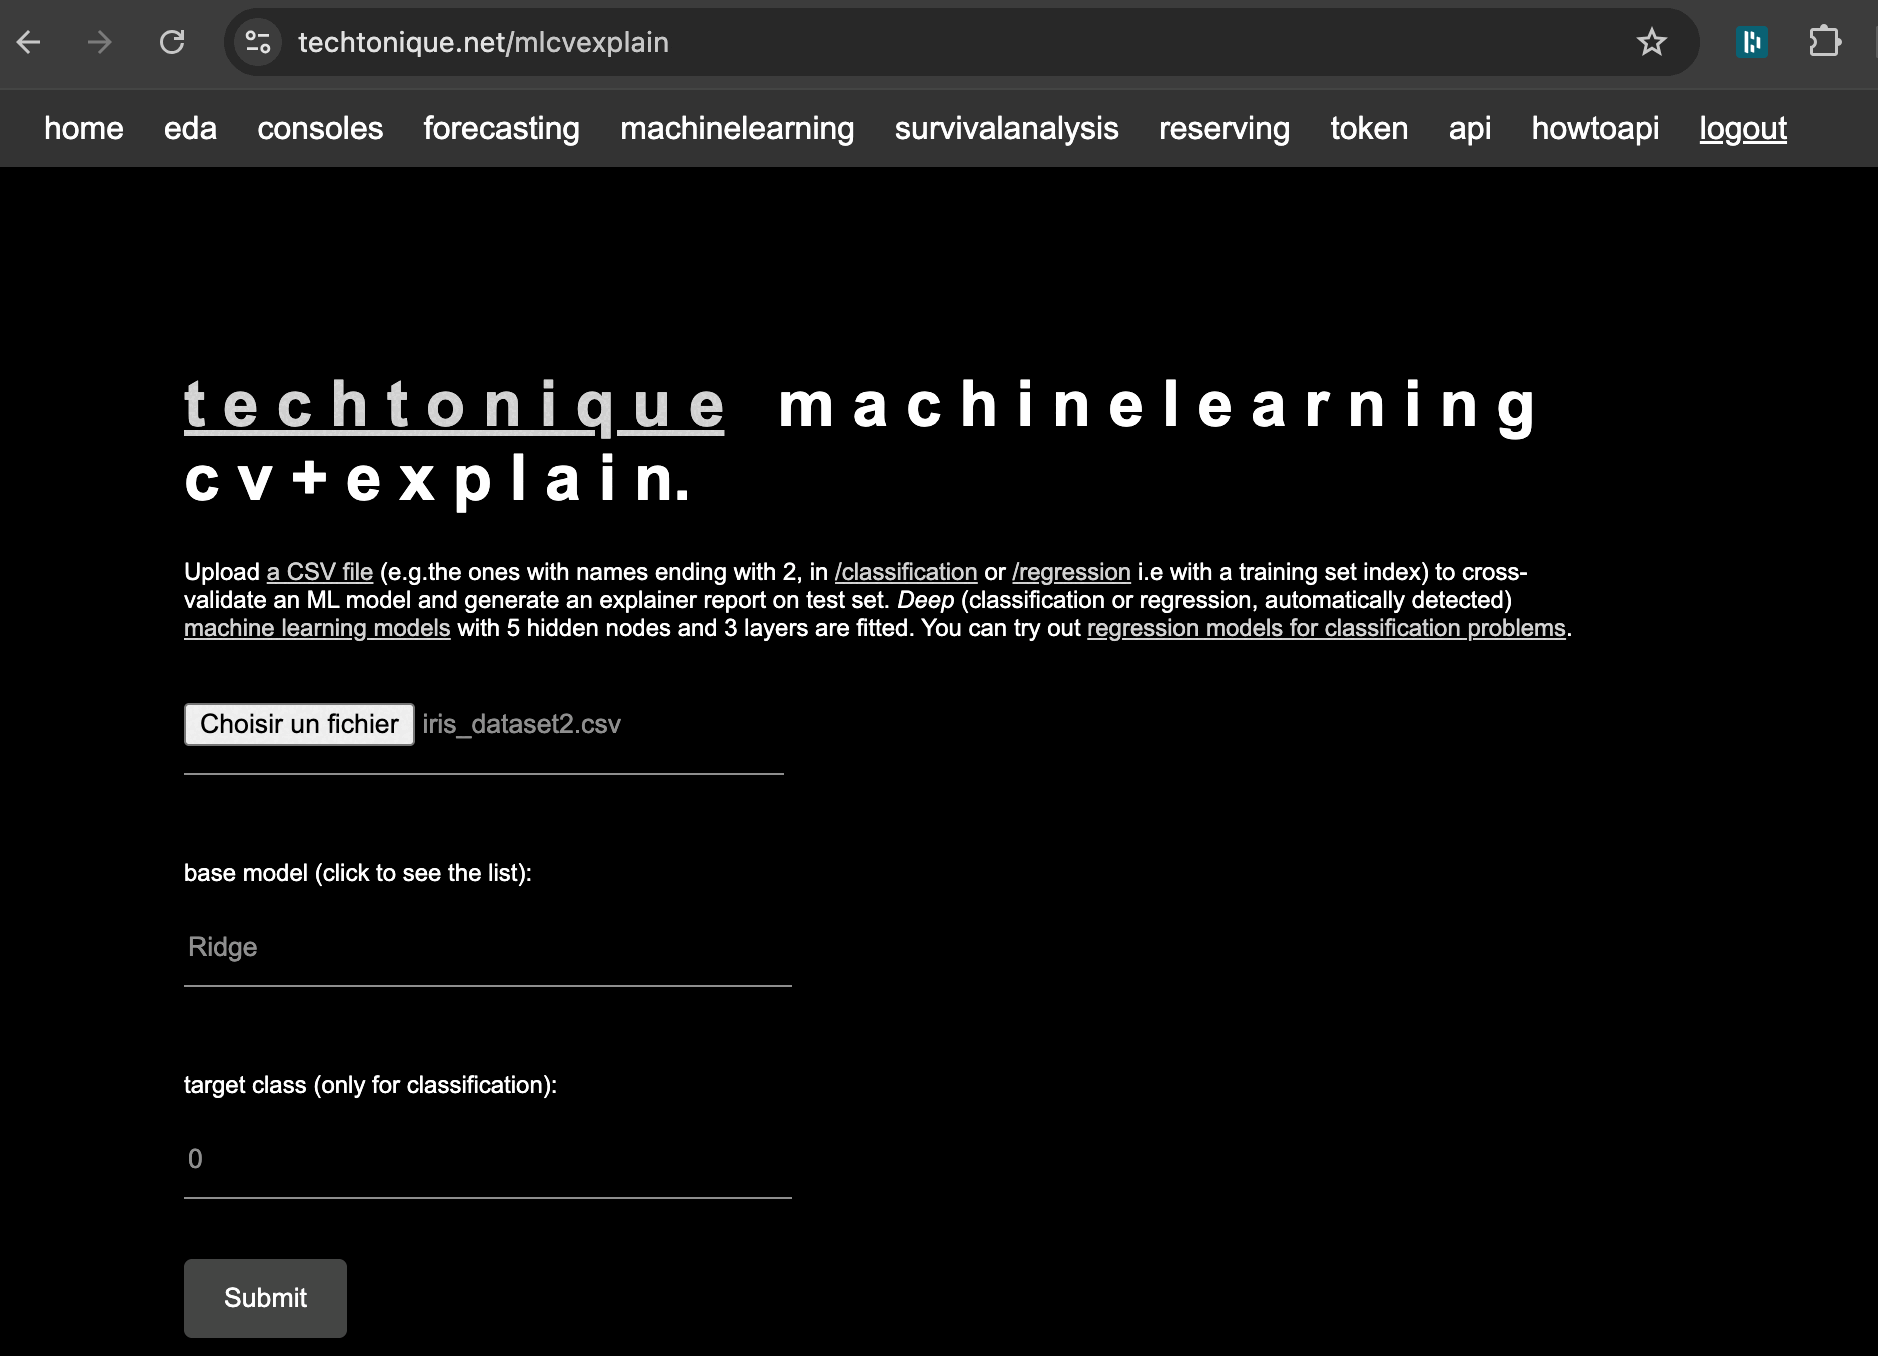 techtonique.net/mlcvexplain
home eda consoles forecasting machinelearning survivalanalysis reserving token api howtoapi logout
techtonique machinelearning
cv+explain.
Upload a CSV file (e.g.the ones with names ending with 2, in /classification or /regression i.e with a training set index) to cross-
validate an ML model and generate an explainer report on test set. Deep (classification or regression, automatically detected)
machine learning models with 5 hidden nodes and 3 layers are fitted. You can try out regression models for classification problems.
Choisir un fichier iris_dataset2.csv
base model (click to see the list):
Ridge
target class (only for classification):
0
Submit